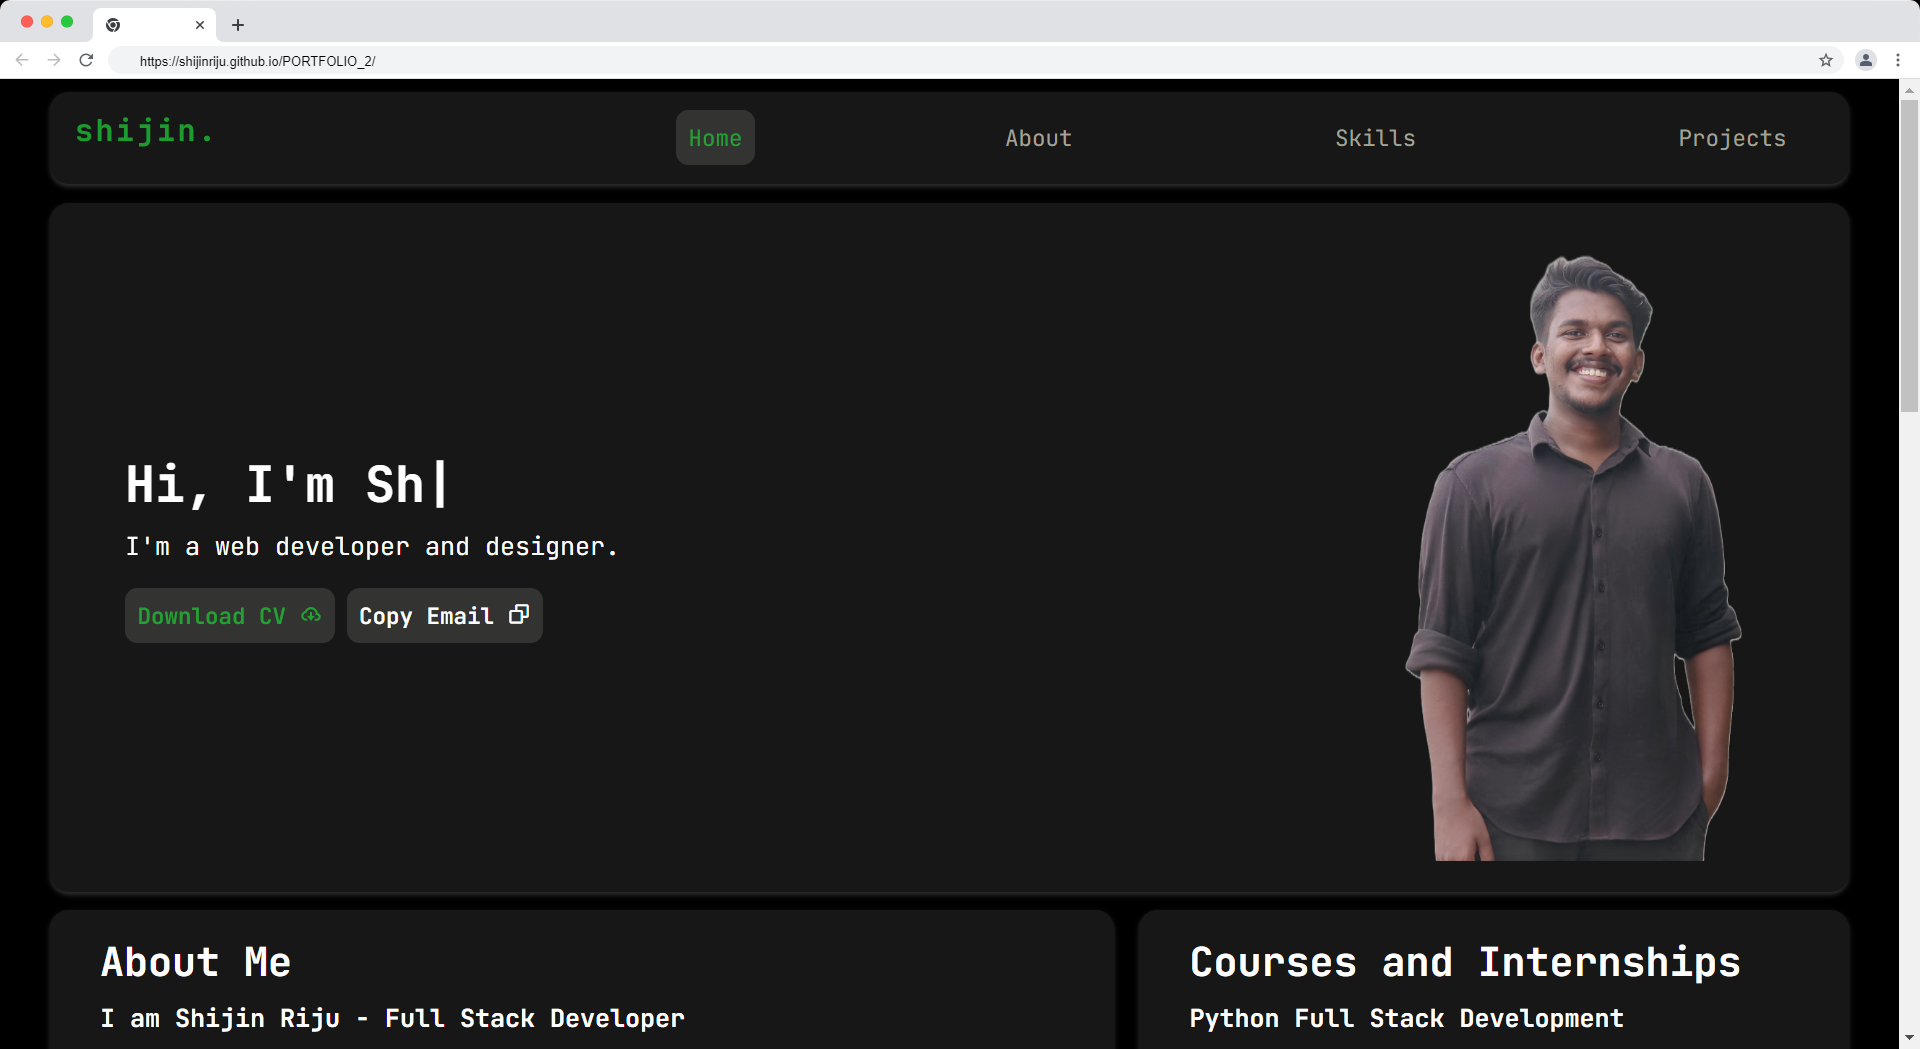 https://shijinriju.github.io/PORTFOLIO_2/
shijin.
Home
About
Skills
Projects
Hi, I'm Sh
I'm a web developer and designer.
Download CV
Copy Email
About Me
I am Shijin Riju - Full Stack Developer
Courses and Internships
Python Full Stack Development